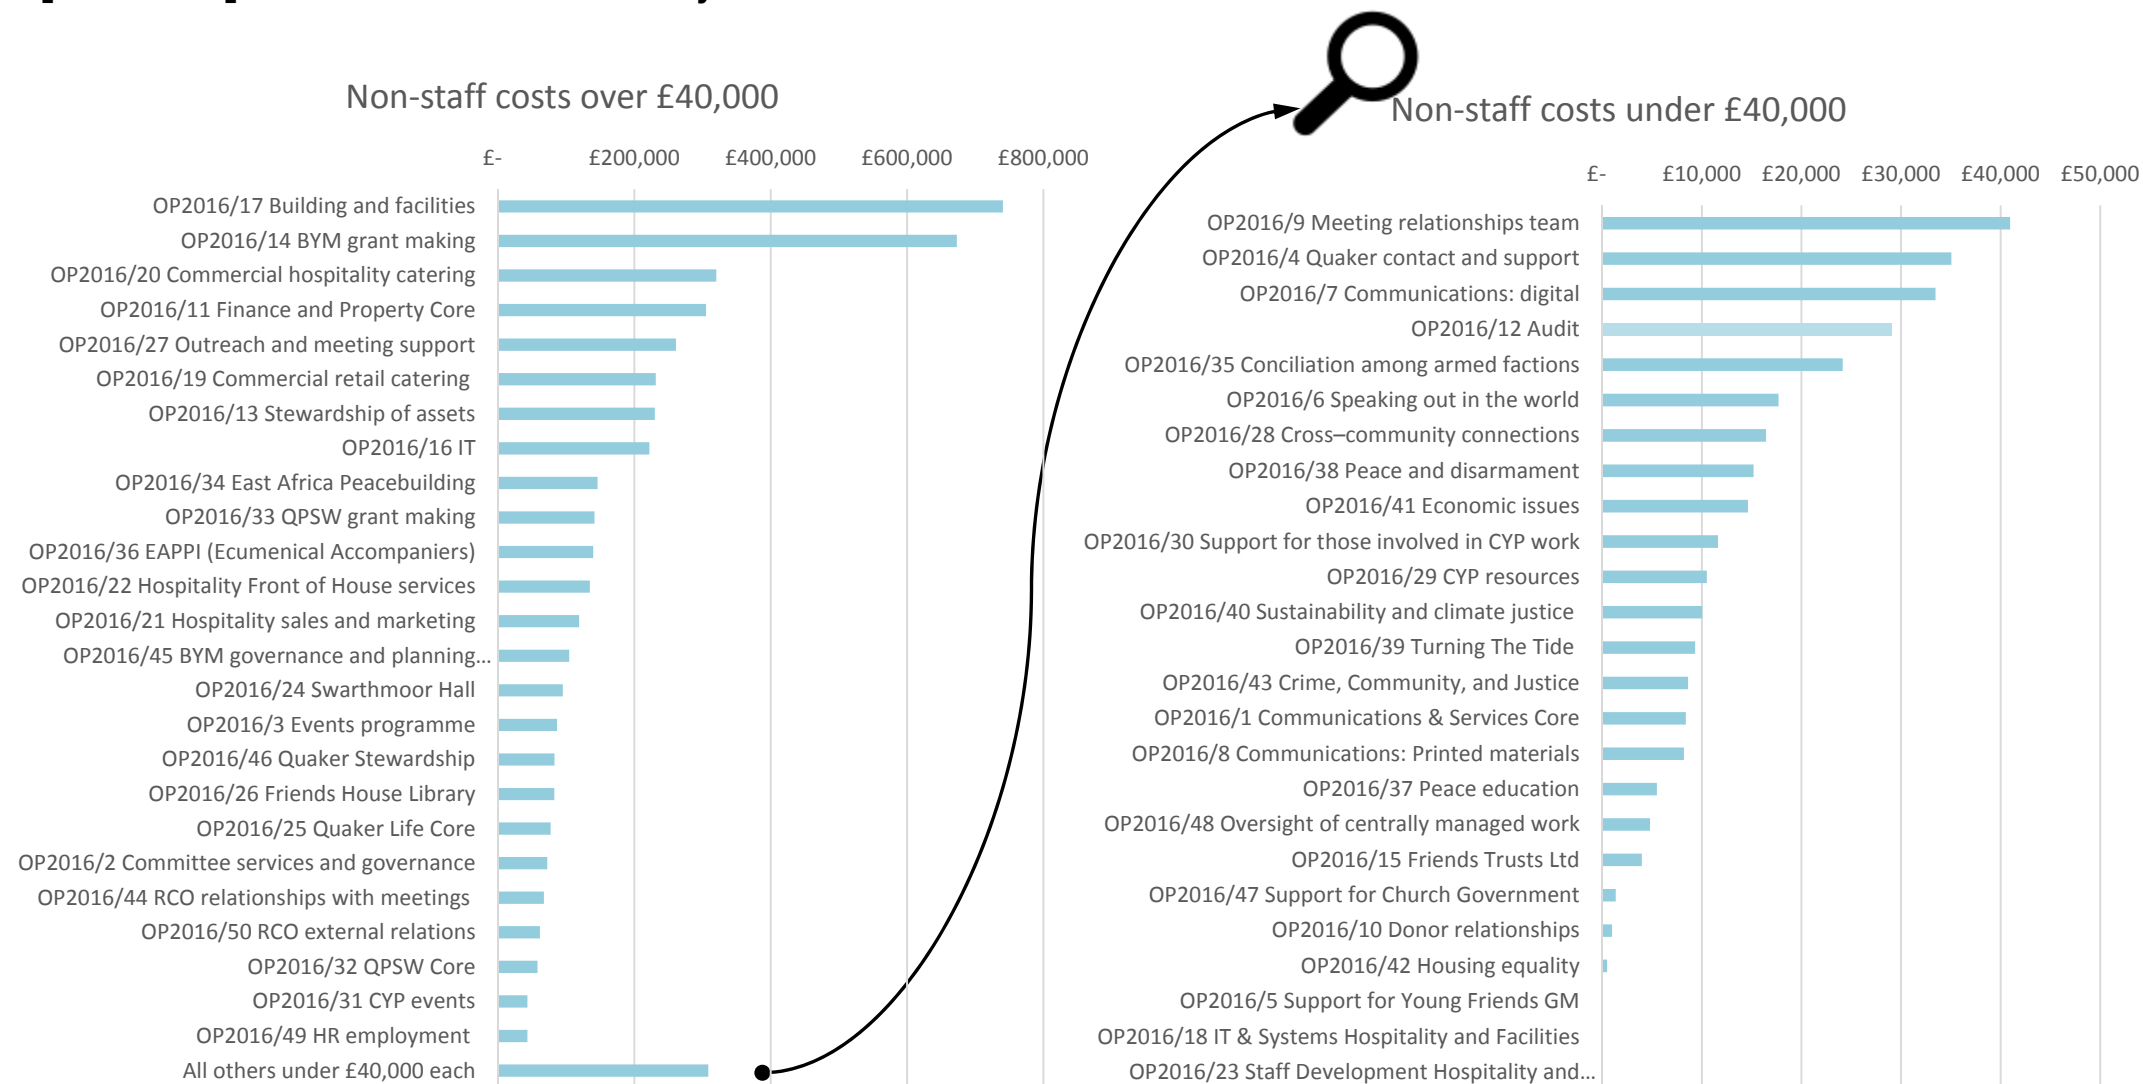 Non-staff costs over £40,000
£-
£200,000
£400,000
£600,000
£800,000
OP2016/17 Building and facilities
OP2016/14 BYM grant making
OP2016/20 Commercial hospitality catering
OP2016/11 Finance and Property Core
OP2016/27 Outreach and meeting support
OP2016/19 Commercial retail catering
OP2016/13 Stewardship of assets
OP2016/16 IT
OP2016/34 East Africa Peacebuilding
OP2016/33 QPSW grant making
OP2016/36 EAPPI (Ecumenical Accompaniers)
OP2016/22 Hospitality Front of House services
OP2016/21 Hospitality sales and marketing
OP2016/45 BYM governance and planning...
OP2016/24 Swarthmoor Hall
OP2016/3 Events programme
OP2016/46 Quaker Stewardship
OP2016/26 Friends House Library
OP2016/25 Quaker Life Core
OP2016/2 Committee services and governance
OP2016/44 RCO relationships with meetings
OP2016/50 RCO external relations
OP2016/32 QPSW Core
OP2016/31 CYP events
OP2016/49 HR employment
All others under £40,000 each
Non-staff costs under £40,000
£-
£10,000
£20,000
£30,000
£40,000
£50,000
OP2016/9 Meeting relationships team
OP2016/4 Quaker contact and support
OP2016/7 Communications: digital
OP2016/12 Audit
OP2016/35 Conciliation among armed factions
OP2016/6 Speaking out in the world
OP2016/28 Cross–community connections
OP2016/38 Peace and disarmament
OP2016/41 Economic issues
OP2016/30 Support for those involved in CYP work
OP2016/29 CYP resources
OP2016/40 Sustainability and climate justice
OP2016/39 Turning The Tide
OP2016/43 Crime, Community, and Justice
OP2016/1 Communications & Services Core
OP2016/8 Communications: Printed materials
OP2016/37 Peace education
OP2016/48 Oversight of centrally managed work
OP2016/15 Friends Trusts Ltd
OP2016/47 Support for Church Government
OP2016/10 Donor relationships
OP2016/42 Housing equality
OP2016/5 Support for Young Friends GM
OP2016/18 IT & Systems Hospitality and Facilities
OP2016/23 Staff Development Hospitality and...